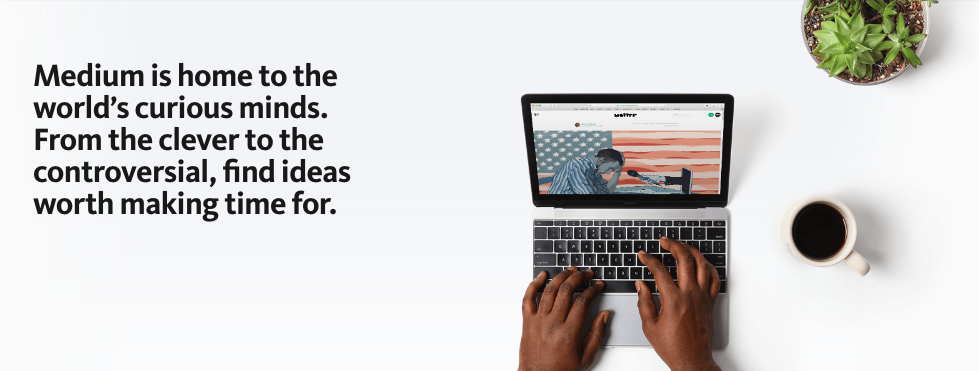 Medium is home to the
world's curious minds.
From the clever to the
controversial, find ideas
worth making time for.
matter